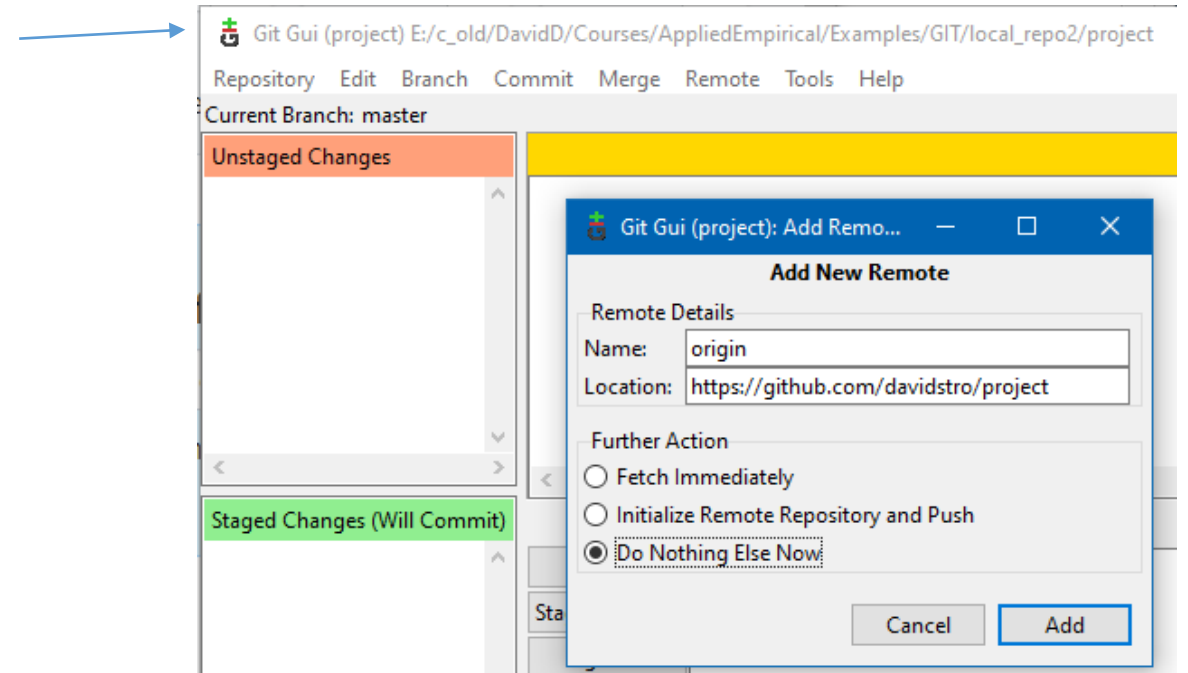 Git Gui (project) E:/c_old/DavidD/Courses/AppliedEmpirical/Examples/GIT/local_repo2/project
Repository Edit Branch Commit Merge Remote Tools Help
Current Branch: master
Unstaged Changes
Git Gui (project): Add Remo...
Add New Remote
Remote Details
Name: origin
Location: https://github.com/davidstro/project
Further Action
Fetch Immediately
Initialize Remote Repository and Push
Do Nothing Else Now
Cancel Add
Staged Changes (Will Commit)
Sta